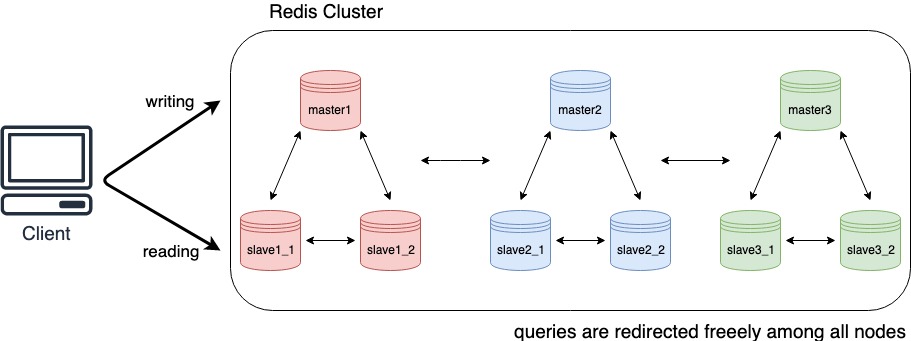 Redis Cluster
writing
master1
master2
master3
Client
reading
slave1_1
slave1_2
slave2_1
slave2_2
slave3_1
slave3_2
queries are redirected freeely among all nodes